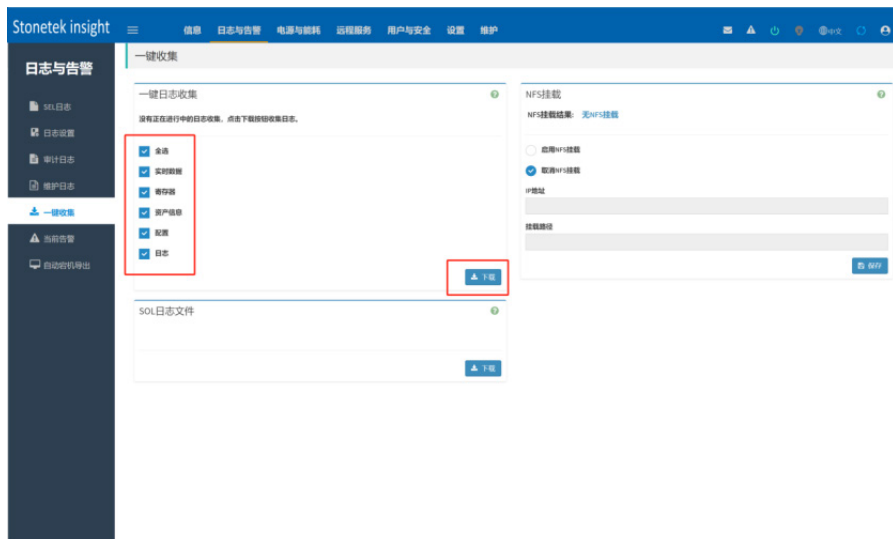 Stonetek insight
信息 日志与告警 电源与能耗 远程服务 用户与安全 设置 维护
中文
日志与告警
SEL日志
日志设置
审计日志
维护日志
一键收集
当前告警
自动宕机导出
一键收集
一键日志收集
没有正在进行中的日志收集，点击下载按钮收集日志。
全选
实时数据
寄存器
资产信息
配置
日志
下载
SOL日志文件
下载
NFS挂载
NFS挂载结果: 无NFS挂载
启用NFS挂载
取消NFS挂载
IP地址
挂载路径
保存